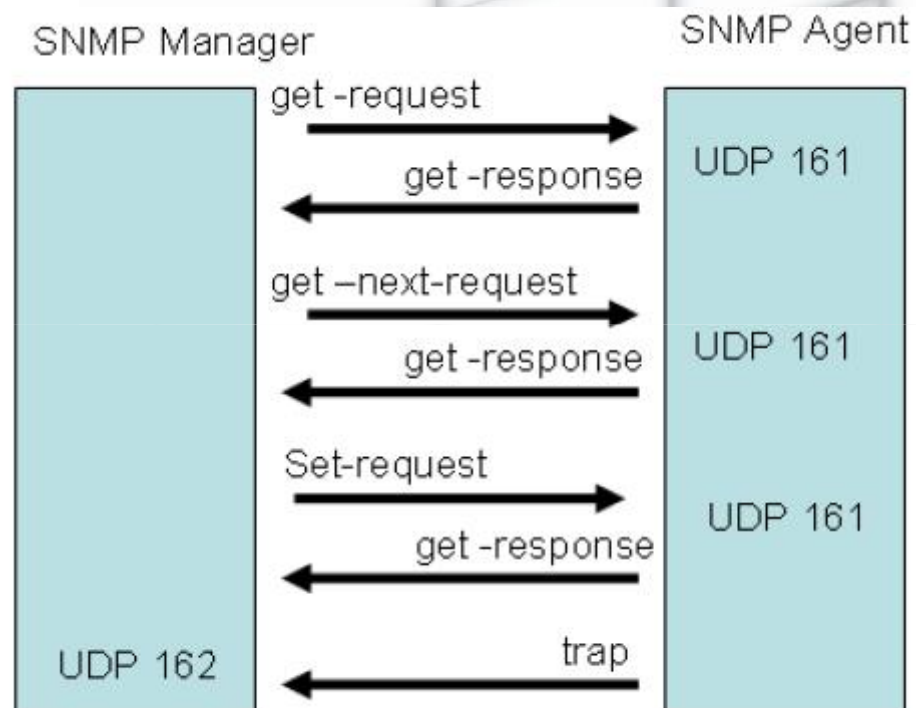 SNMP Manager
SNMP Agent
get -request
UDP 161
get -response
get –next-request
UDP 161
get -response
Set-request
UDP 161
get -response
trap
UDP 162